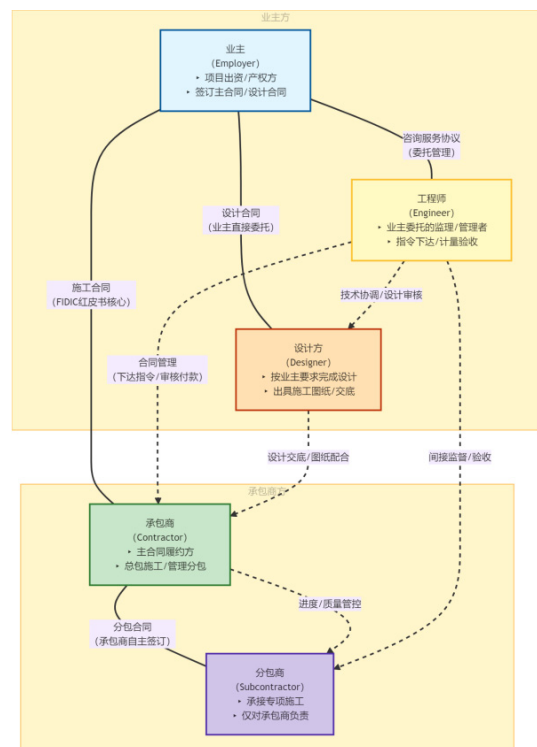 业主方
业主
(Employer)
‣ 项目出资/产权方
‣ 签订主合同/设计合同
咨询服务协议
(委托管理)
工程师
(Engineer)
‣ 业主委托的监理/管理者
‣ 指令下达/计量验收
设计合同
(业主直接委托)
施工合同
(FIDIC红皮书核心)
技术协调/设计审核
设计方
(Designer)
‣ 按业主要求完成设计
‣ 出具施工图纸/交底
合同管理
(下达指令/审核付款)
设计交底/图纸配合
间接监督/验收
承包商方
承包商
(Contractor)
‣ 主合同履约方
‣ 总包施工/管理分包
进度/质量管控
分包合同
(承包商自主签订)
分包商
(Subcontractor)
‣ 承接专项施工
‣ 仅对承包商负责